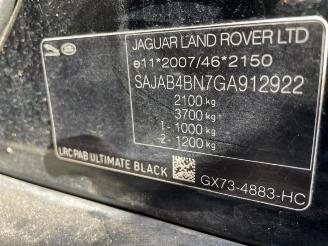 JAGUAR LAND ROVER LTD
e11*2007/46*2150
SAJAB4BN7GA912922
2100 kg
3700 kg
1 - 1000 kg
2- 1200 kg
LRC PAB ULTIMATE BLACK
GX73-4883-HC